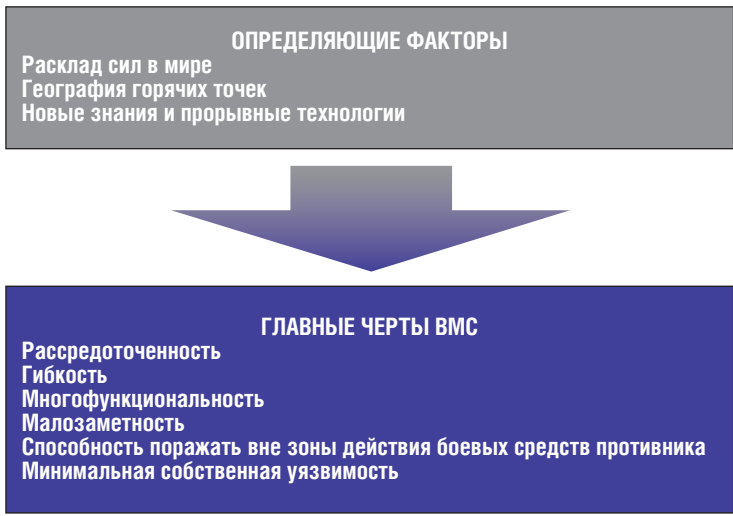 ОПРЕДЕЛЯЮЩИЕ ФАКТОРЫ
Расклад сил в мире
География горячих точек
Новые знания и прорывные технологии
ГЛАВНЫЕ ЧЕРТЫ ВМС
Рассредоточенность
Гибкость
Многофункциональность
Малозаметность
Способность поражать вне зоны действия боевых средств противника
Минимальная собственная уязвимость